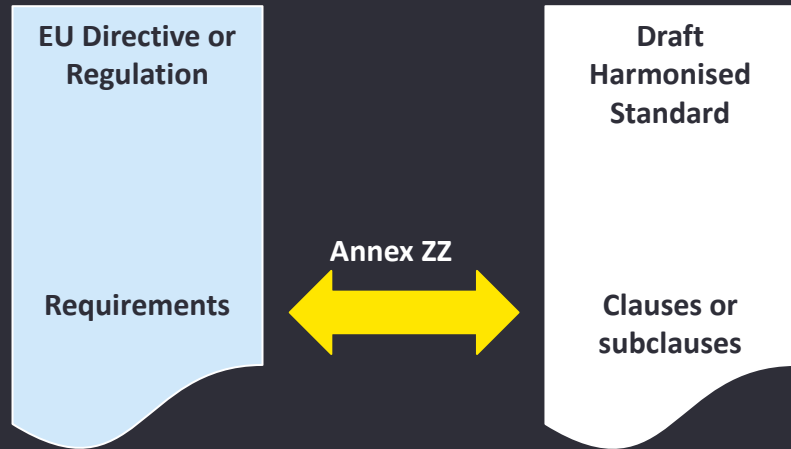 EU Directive or
Regulation
Draft
Harmonised
Standard
Annex ZZ
Requirements
Clauses or
subclauses